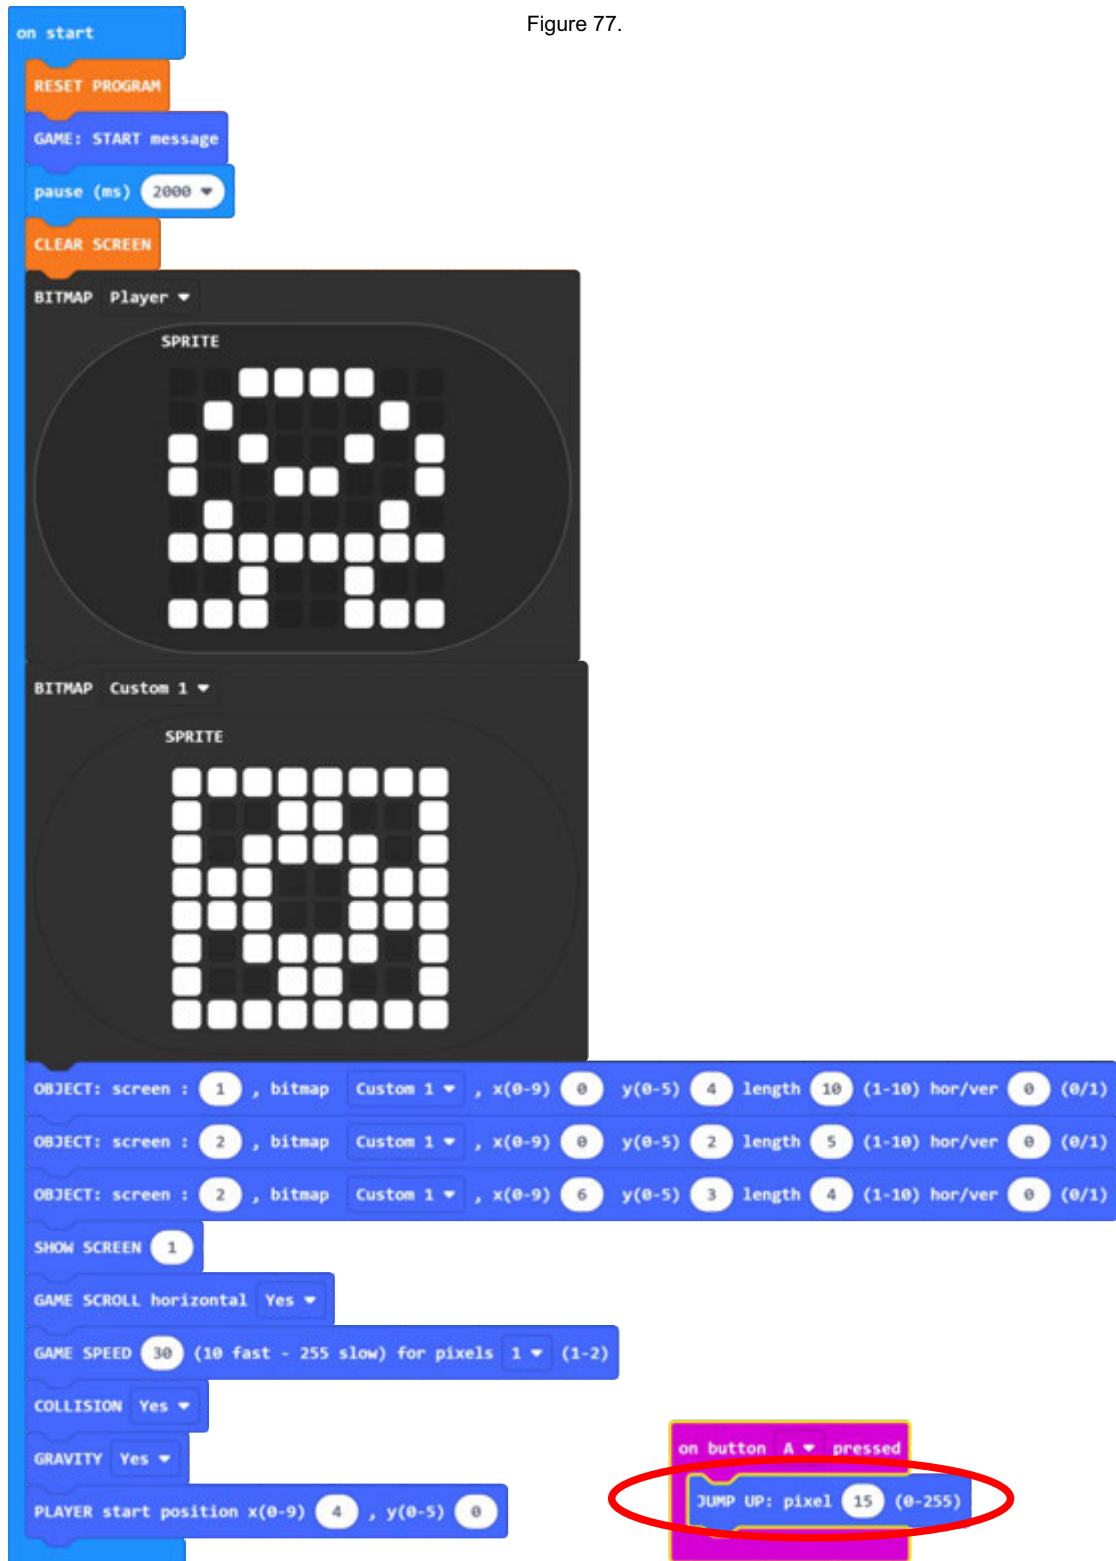 Figure 77.
on start
RESET PROGRAM
GAME: START message
pause (ms) 2000
CLEAR SCREEN
BITMAP Player
SPRITE
BITMAP Custom 1
SPRITE
OBJECT: screen : 1 , bitmap Custom 1 , x(0-9) 0 y(0-5) 4 length 10 (1-10) hor/ver 0 (0/1)
OBJECT: screen : 2 , bitmap Custom 1 , x(0-9) 0 y(0-5) 2 length 5 (1-10) hor/ver 0 (0/1)
OBJECT: screen : 2 , bitmap Custom 1 , x(0-9) 6 y(0-5) 3 length 4 (1-10) hor/ver 0 (0/1)
SHOW SCREEN 1
GAME SCROLL horizontal Yes
GAME SPEED 30 (10 fast - 255 slow) for pixels 1 (1-2)
COLLISION Yes
GRAVITY Yes
PLAYER start position x(0-9) 4 , y(0-5) 0
on button A pressed
JUMP UP: pixel 15 (0-255)